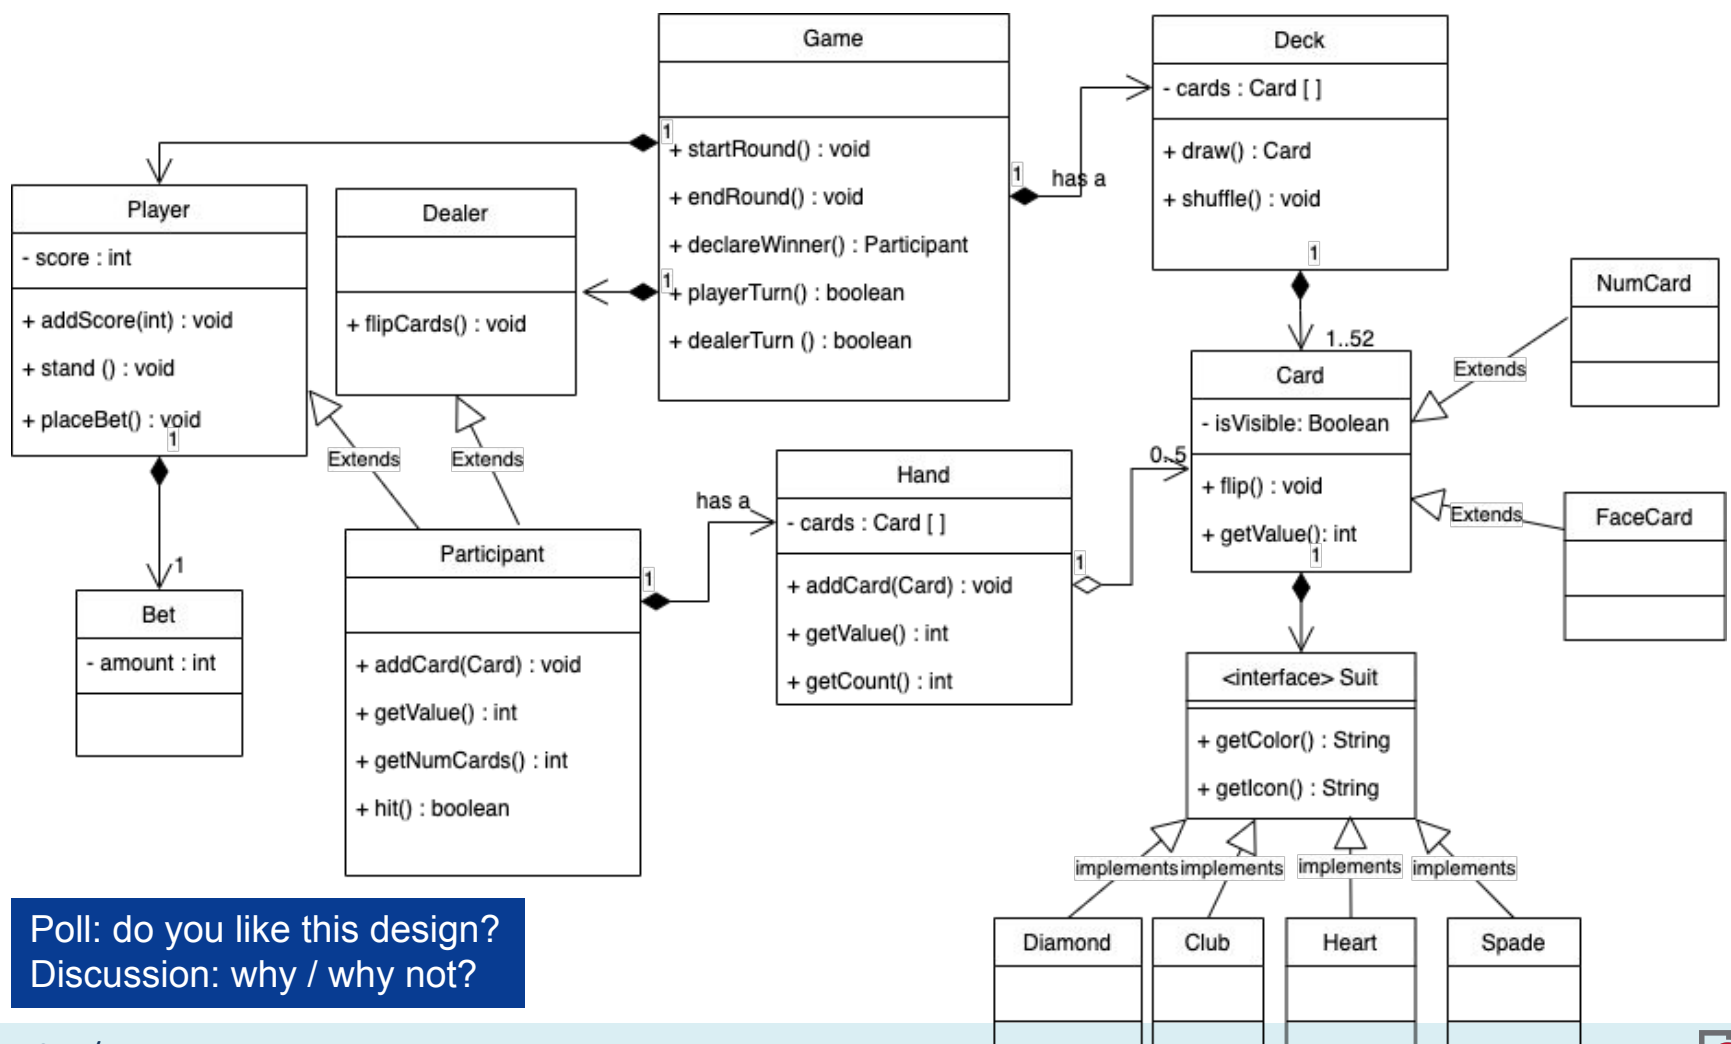 Game
+ startRound() : void
+ endRound() : void
+ declareWinner() : Participant
+ playerTurn() : boolean
+ dealerTurn () : boolean
1
1
1
has a
Deck
- cards : Card [ ]
+ draw() : Card
+ shuffle() : void
1
1..52
Player
- score : int
+ addScore(int) : void
+ stand () : void
+ placeBet() : void
1
1
Dealer
+ flipCards() : void
Extends
Extends
Bet
- amount : int
Participant
+ addCard(Card) : void
+ getValue() : int
+ getNumCards() : int
+ hit() : boolean
1
has a
Hand
- cards : Card [ ]
+ addCard(Card) : void
+ getValue() : int
+ getCount() : int
1
0..5
Card
- isVisible: Boolean
+ flip() : void
+ getValue(): int
1
NumCard
Extends
FaceCard
Extends
<interface> Suit
+ getColor() : String
+ getIcon() : String
implements
implements
implements
implements
Diamond
Club
Heart
Spade
Poll: do you like this design?
Discussion: why / why not?